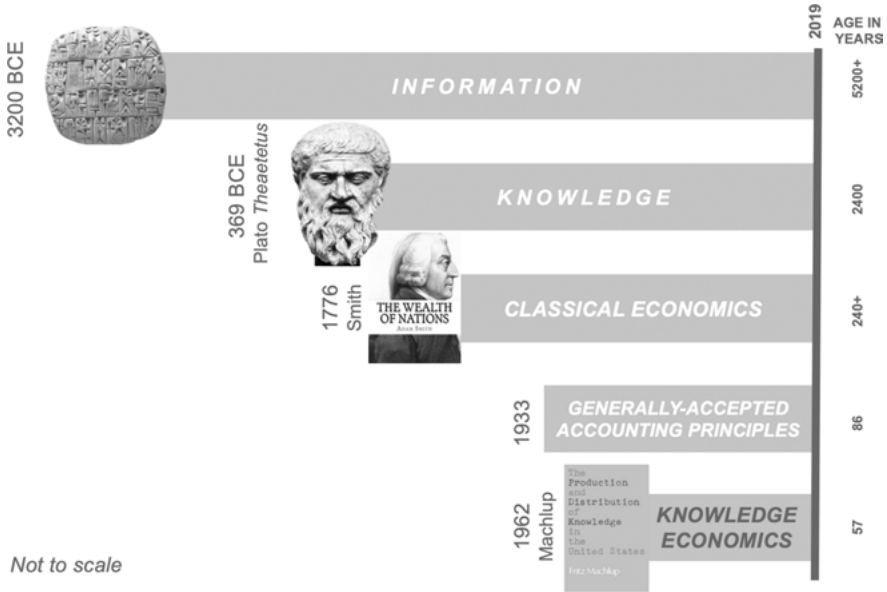 2019
AGE IN
YEARS
3200 BCE
INFORMATION
5200+
369 BCE
Plato Theaetetus
KNOWLEDGE
2400
1776
Smith
THE WEALTH
OF NATIONS
ADAM SMITH
CLASSICAL ECONOMICS
240+
1933
GENERALLY-ACCEPTED
ACCOUNTING PRINCIPLES
86
1962
Machlup
The
Production
and
Distribution
of
Knowledge
in
the
United States
Fritz Machlup
KNOWLEDGE
ECONOMICS
57
Not to scale